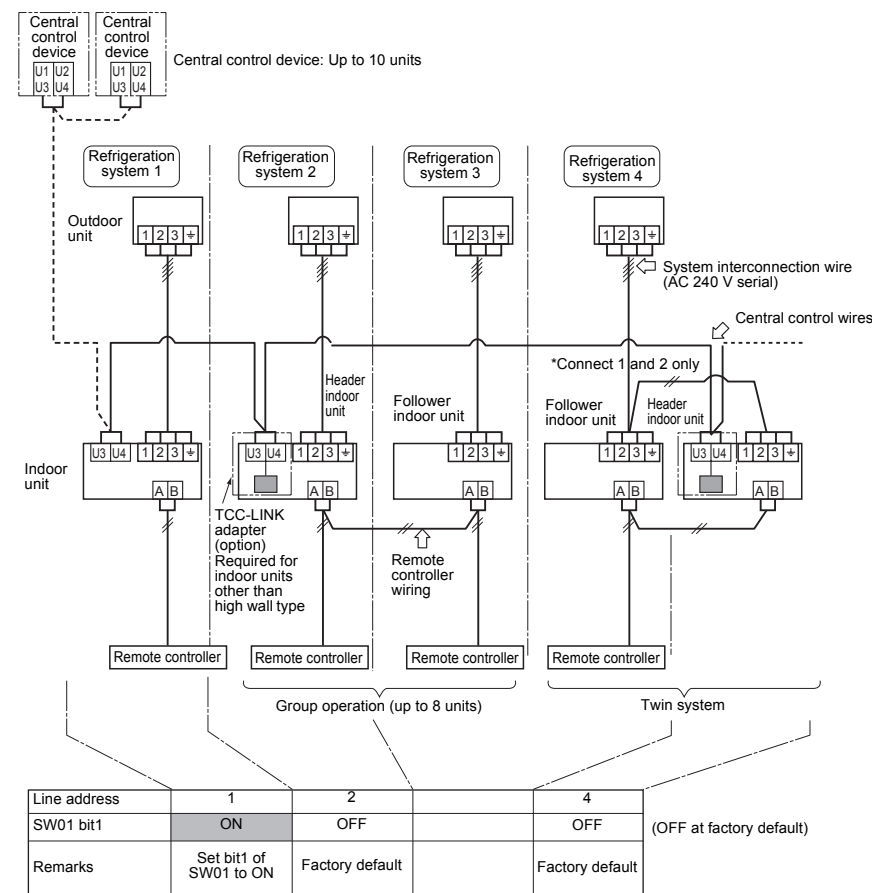 Central
control
device
U1 U2
U3 U4
Central
control
device
U1 U2
U3 U4
Central control device: Up to 10 units
Refrigeration
system 1
Refrigeration
system 2
Refrigeration
system 3
Refrigeration
system 4
Outdoor
unit
1 2 3 ⏚
1 2 3 ⏚
1 2 3 ⏚
1 2 3 ⏚
System interconnection wire
(AC 240 V serial)
Central control wires
*Connect 1 and 2 only
Header
indoor
unit
Follower
indoor unit
Follower
indoor unit
Header
indoor unit
Indoor
unit
U3 U4
1 2 3 ⏚
U3 U4
1 2 3 ⏚
1 2 3 ⏚
1 2 3 ⏚
U3 U4
1 2 3 ⏚
A B
A B
A B
A B
A B
TCC-LINK
adapter
(option)
Required for
indoor units
other than
high wall type
Remote
controller
wiring
Remote controller
Remote controller
Remote controller
Remote controller
Group operation (up to 8 units)
Twin system
Line address 1 2 4
SW01 bit1 ON OFF OFF (OFF at factory default)
Remarks Set bit1 of
SW01 to ON Factory default Factory default